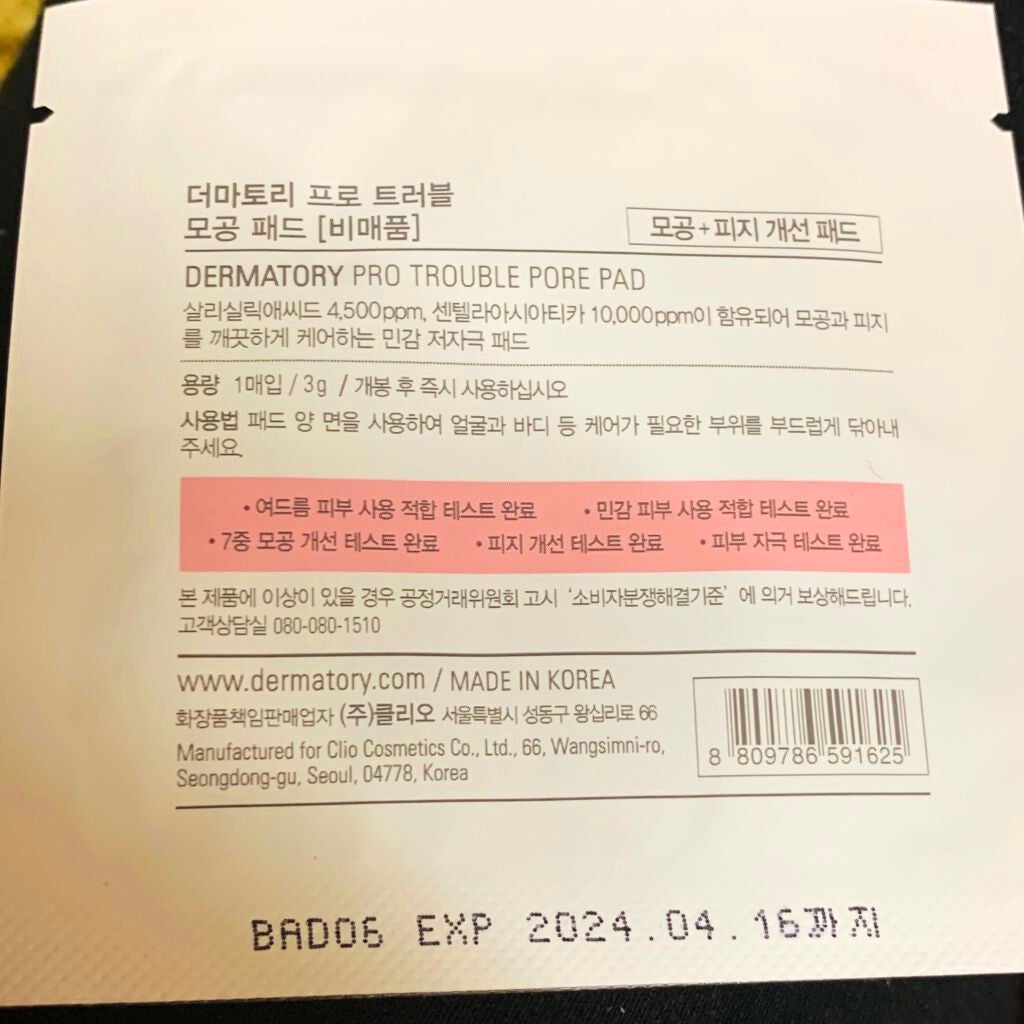 더마토리 프로 트러블
모공 패드 [비매품]
모공+피지 개선 패드
DERMATORY PRO TROUBLE PORE PAD
살리실릭애씨드 4,500ppm, 센텔라아시아티카 10,000ppm이 함유되어 모공과 피지
를 깨끗하게 케어하는 민감 저자극 패드
용량 1매입 / 3g / 개봉 후 즉시 사용하십시오
사용법 패드 양 면을 사용하여 얼굴과 바디 등 케어가 필요한 부위를 부드럽게 닦아내
주세요.
• 여드름 피부 사용 적합 테스트 완료 • 민감 피부 사용 적합 테스트 완료
• 7중 모공 개선 테스트 완료 • 피지 개선 테스트 완료 • 피부 자극 테스트 완료
본 제품에 이상이 있을 경우 공정거래위원회 고시 '소비자분쟁해결기준' 에 의거 보상해드립니다.
고객상담실 080-080-1510
www.dermatory.com / MADE IN KOREA
화장품책임판매업자 (주)클리오 서울특별시 성동구 왕십리로 66
Manufactured for Clio Cosmetics Co., Ltd., 66, Wangsimni-ro,
Seongdong-gu, Seoul, 04778, Korea
8 809786 591625
BAD06 EXP 2024.04.16까지